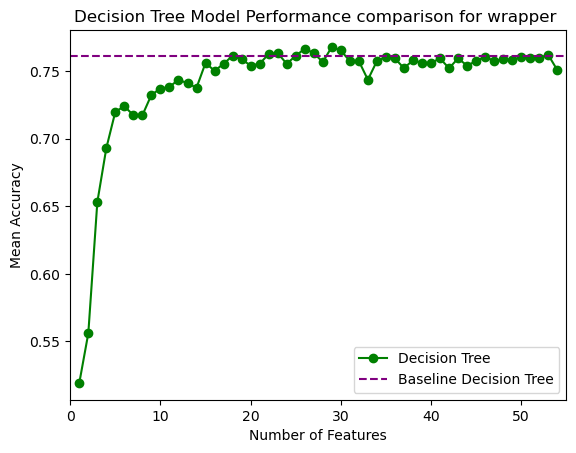 Decision Tree Model Performance comparison for wrapper
Mean Accuracy
0.75
0.70
0.65
0.60
0.55
0
10
20
30
40
50
Number of Features
Decision Tree
Baseline Decision Tree